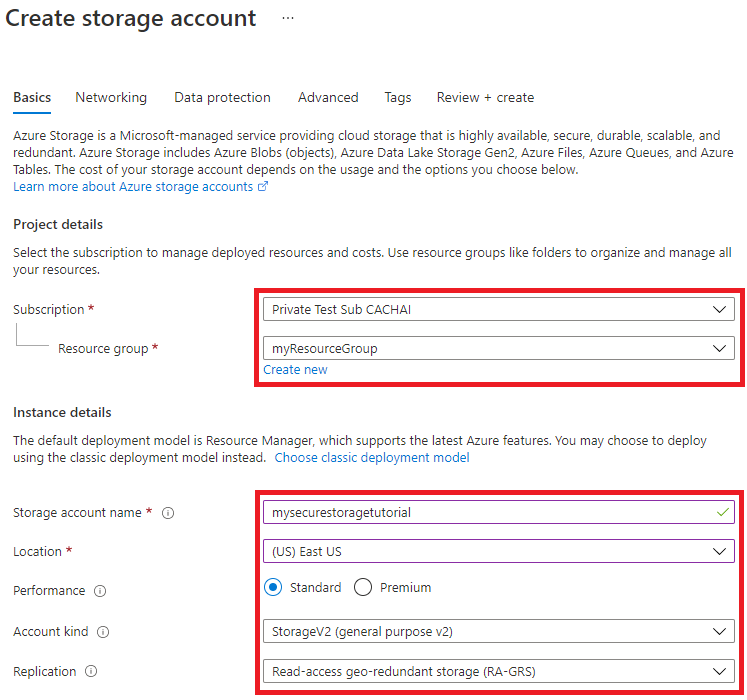 Create storage account ...
Basics Networking Data protection Advanced Tags Review + create
Azure Storage is a Microsoft-managed service providing cloud storage that is highly available, secure, durable, scalable, and
redundant. Azure Storage includes Azure Blobs (objects), Azure Data Lake Storage Gen2, Azure Files, Azure Queues, and Azure
Tables. The cost of your storage account depends on the usage and the options you choose below.
Learn more about Azure storage accounts
Project details
Select the subscription to manage deployed resources and costs. Use resource groups like folders to organize and manage all
your resources.
Subscription * Private Test Sub CACHAI
Resource group * myResourceGroup
Create new
Instance details
The default deployment model is Resource Manager, which supports the latest Azure features. You may choose to deploy
using the classic deployment model instead. Choose classic deployment model
Storage account name * mysecurestoragetutorial
Location * (US) East US
Performance Standard Premium
Account kind StorageV2 (general purpose v2)
Replication Read-access geo-redundant storage (RA-GRS)